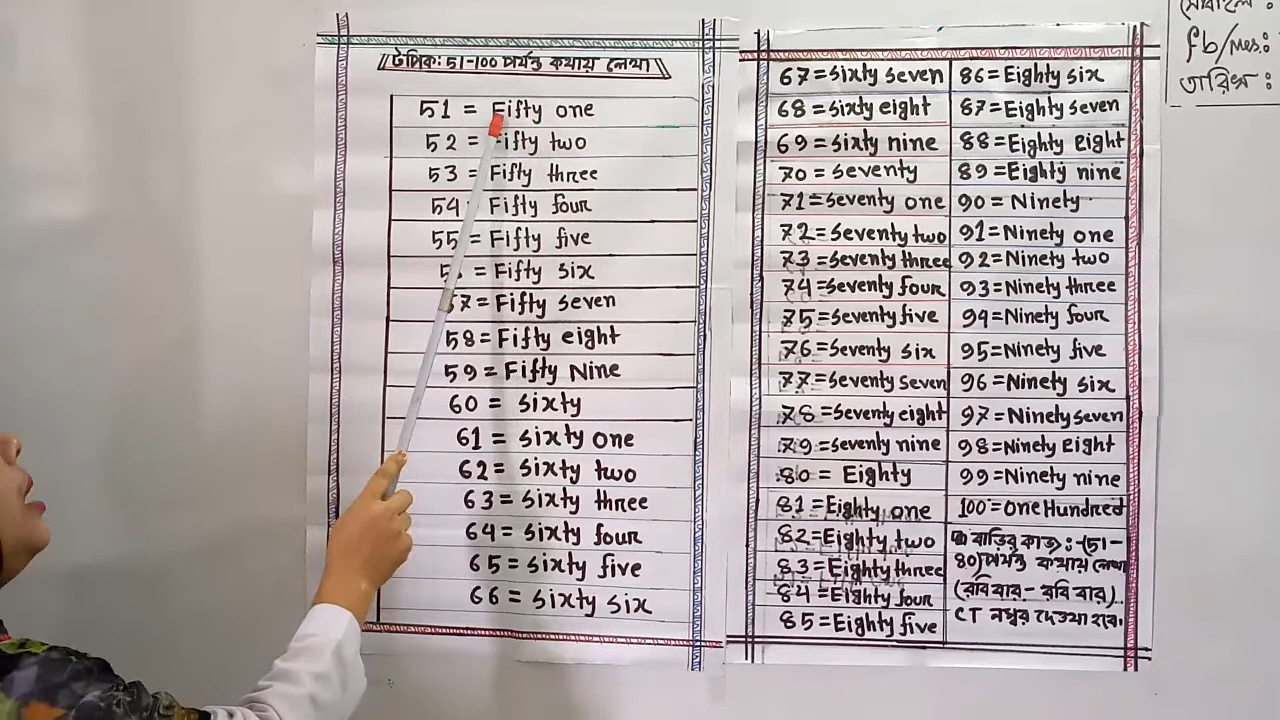 টপিক: 51-100 পর্যন্ত কথায় লেখা
51 = Fifty one
52 = Fifty two
53 = Fifty three
54 = Fifty four
55 = Fifty five
5 = Fifty six
57 = Fifty seven
58 = Fifty eight
59 = Fifty Nine
60 = sixty
61 = sixty one
62 = sixty two
63 = sixty three
64 = sixty four
65 = sixty five
66 = sixty six
67 = sixty seven
68 = sixty eight
69 = sixty nine
70 = seventy
71 = seventy one
72 = seventy two
73 = seventy three
74 = seventy four
75 = seventy five
76 = seventy six
77 = seventy seven
78 = seventy eight
79 = seventy nine
80 = Eighty
81 = Eighty one
82 = Eighty two
83 = Eighty three
84 = Eighty four
85 = Eighty five
86 = Eighty six
87 = Eighty seven
88 = Eighty eight
89 = Eighty nine
90 = Ninety
91 = Ninety one
92 = Ninety two
93 = Ninety three
94 = Ninety four
95 = Ninety five
96 = Ninety six
97 = Ninety seven
98 = Ninety Eight
99 = Ninety nine
100 = One Hundred
বাড়ির কাজ :-(51-
80) পর্যন্ত কথায় লেখা
(রবি বার - রবি বার)
CT নম্বর দেওয়া হবে।
মোবাইল :
fb/Mes.:
তারিখ :